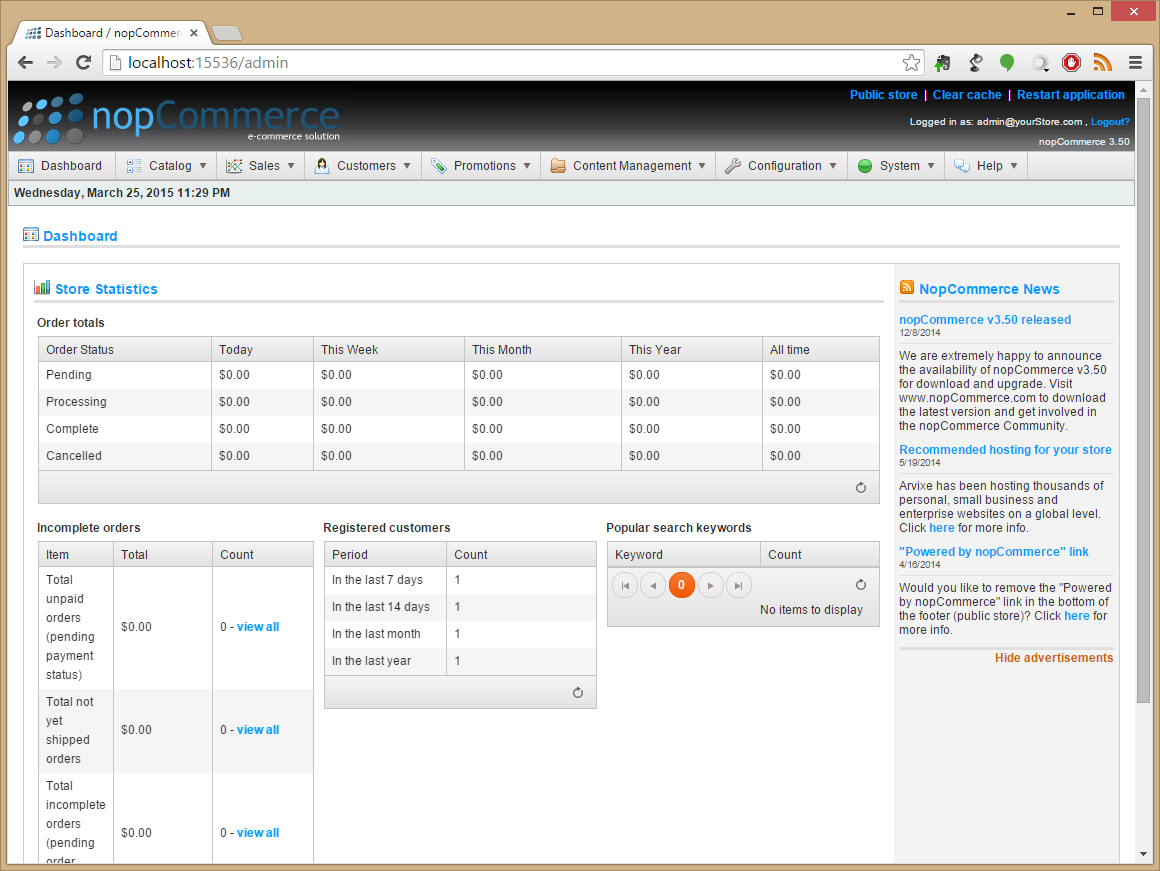 Dashboard / nopCommer
localhost:15536/admin
nopCommerce
e-commerce solution
Public store | Clear cache | Restart application
Logged in as: admin@yourStore.com , Logout?
nopCommerce 3.50
Dashboard Catalog Sales Customers Promotions Content Management Configuration System Help
Wednesday, March 25, 2015 11:29 PM
Dashboard
Store Statistics
Order totals
Order Status Today This Week This Month This Year All time
Pending $0.00 $0.00 $0.00 $0.00 $0.00
Processing $0.00 $0.00 $0.00 $0.00 $0.00
Complete $0.00 $0.00 $0.00 $0.00 $0.00
Cancelled $0.00 $0.00 $0.00 $0.00 $0.00
Incomplete orders
Item Total Count
Total
unpaid
orders
(pending
payment
status)
$0.00 0 - view all
Total not
yet
shipped
orders
$0.00 0 - view all
Total
incomplete
orders
(pending
order
$0.00 0 - view all
Registered customers
Period Count
In the last 7 days 1
In the last 14 days 1
In the last month 1
In the last year 1
Popular search keywords
Keyword Count
0
No items to display
NopCommerce News
nopCommerce v3.50 released
12/8/2014
We are extremely happy to announce
the availability of nopCommerce v3.50
for download and upgrade. Visit
www.nopCommerce.com to download
the latest version and get involved in
the nopCommerce Community.
Recommended hosting for your store
5/19/2014
Arvixe has been hosting thousands of
personal, small business and
enterprise websites on a global level.
Click here for more info.
"Powered by nopCommerce" link
4/16/2014
Would you like to remove the "Powered
by nopCommerce" link in the bottom of
the footer (public store)? Click here for
more info.
Hide advertisements